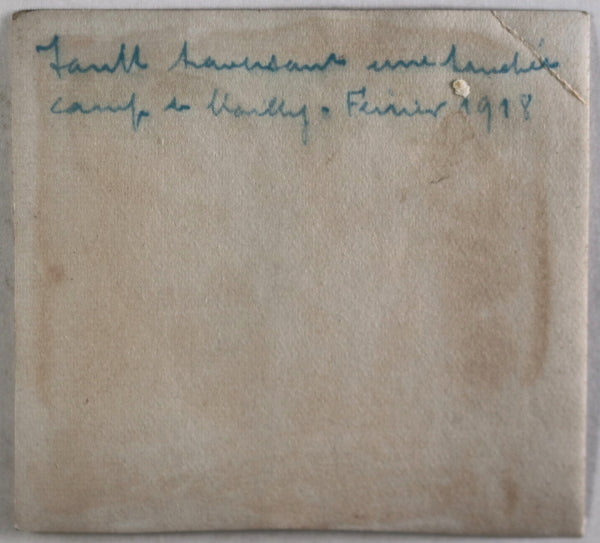 Tank traversant une tranchée
camp de Mailly. Février 1918